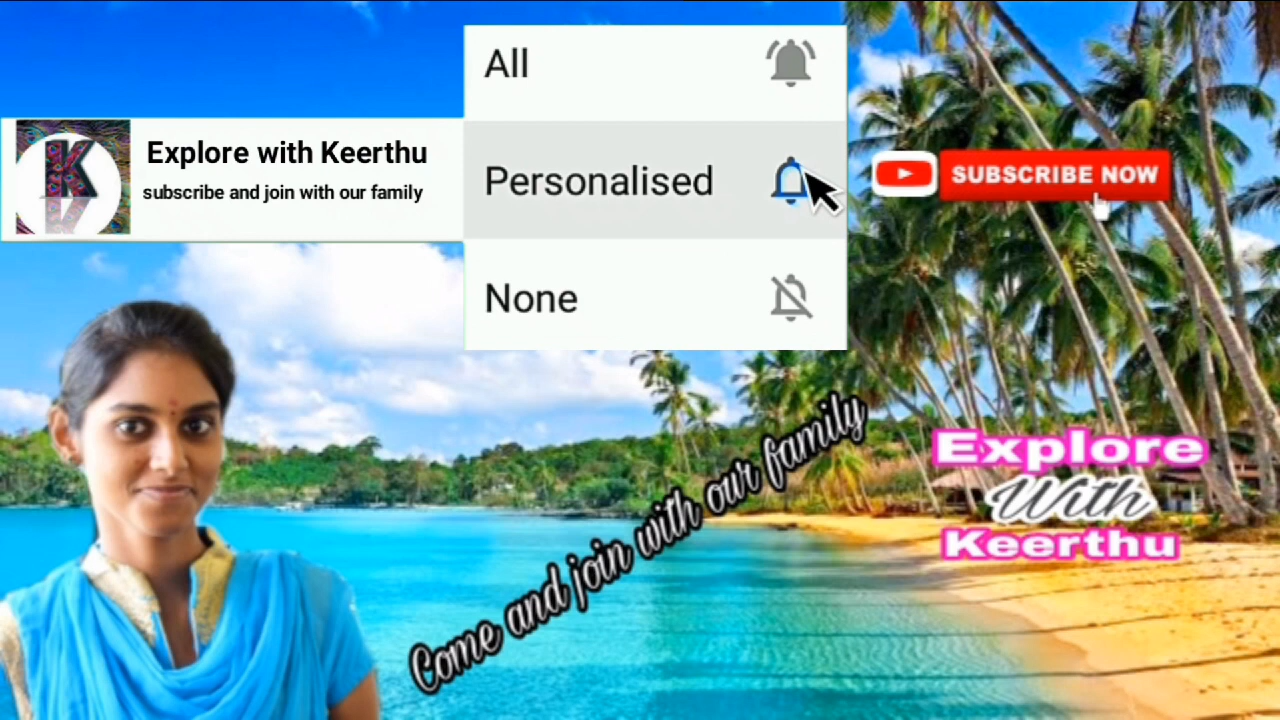 All
Explore with Keerthu
subscribe and join with our family
Personalised
SUBSCRIBE NOW
None
Come and join with our family
Explore
With
Keerthu
K